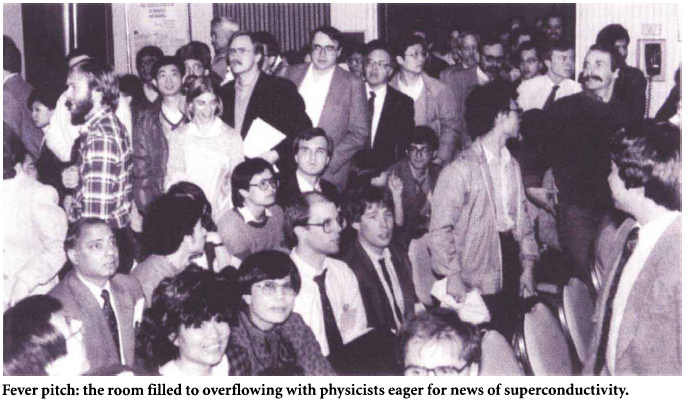 Fever pitch: the room filled to overflowing with physicists eager for news of superconductivity.